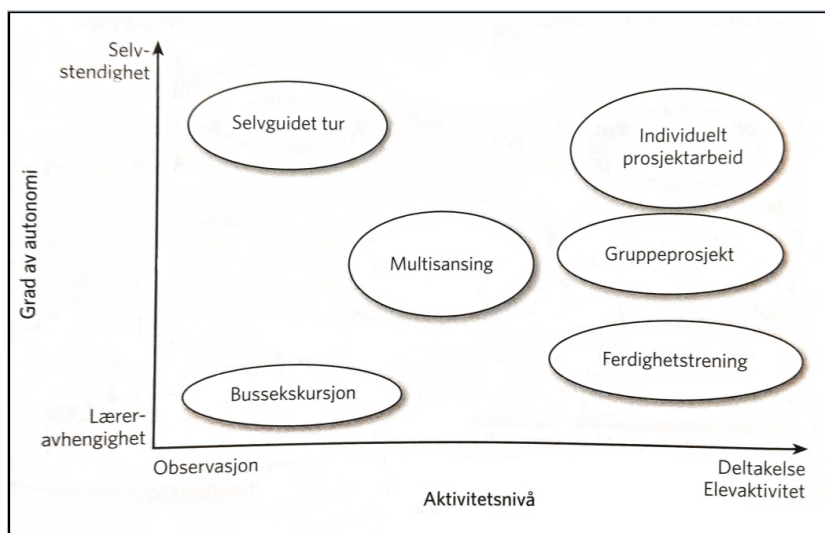 Selv-
stendighet
Selvguidet tur
Individuelt
prosjektarbeid
Grad av autonomi
Multisansing
Gruppeprosjekt
Ferdighetstrening
Bussekskursjon
Lærer-
avhengighet
Observasjon
Deltakelse
Elevaktivitet
Aktivitetsnivå